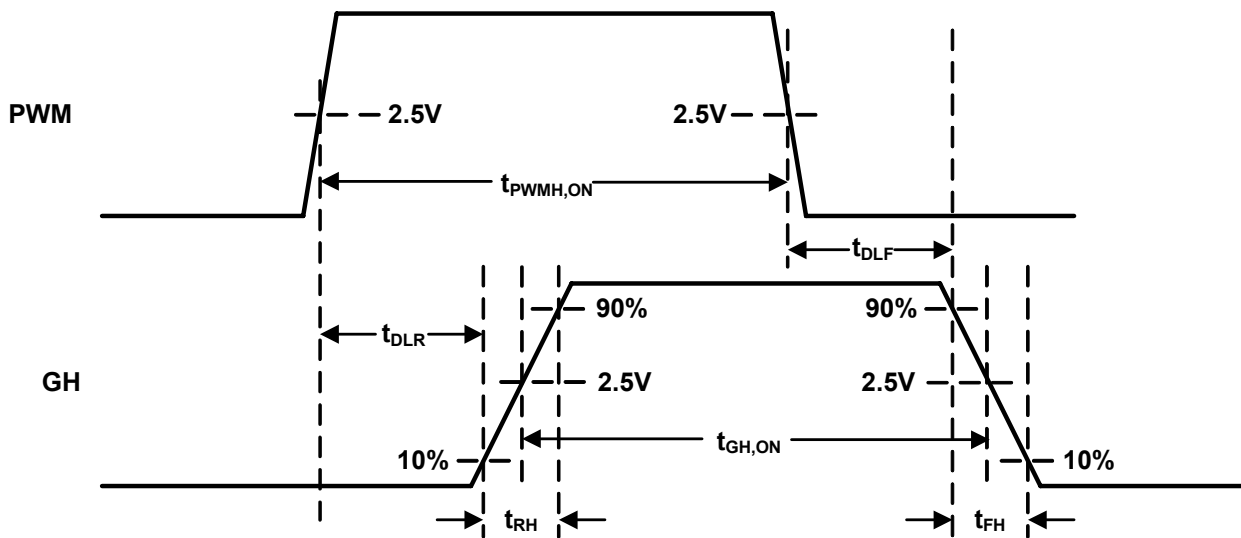 PWM
2.5V 2.5V
tPWMH,ON
tDLF
90% 90%
tDLR
GH
2.5V 2.5V
tGH,ON
10% 10%
tRH tFH